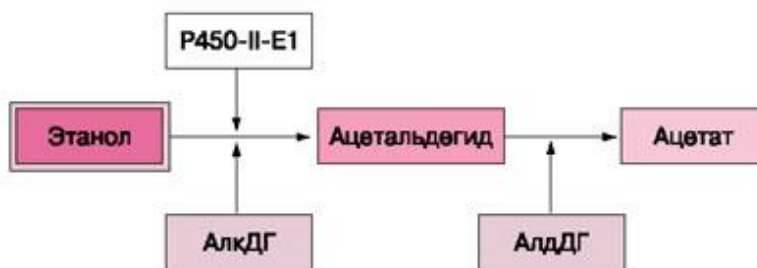 P450-II-E1
Этанол
Ацетальдегид
Ацетат
АлкДГ
АлдДГ